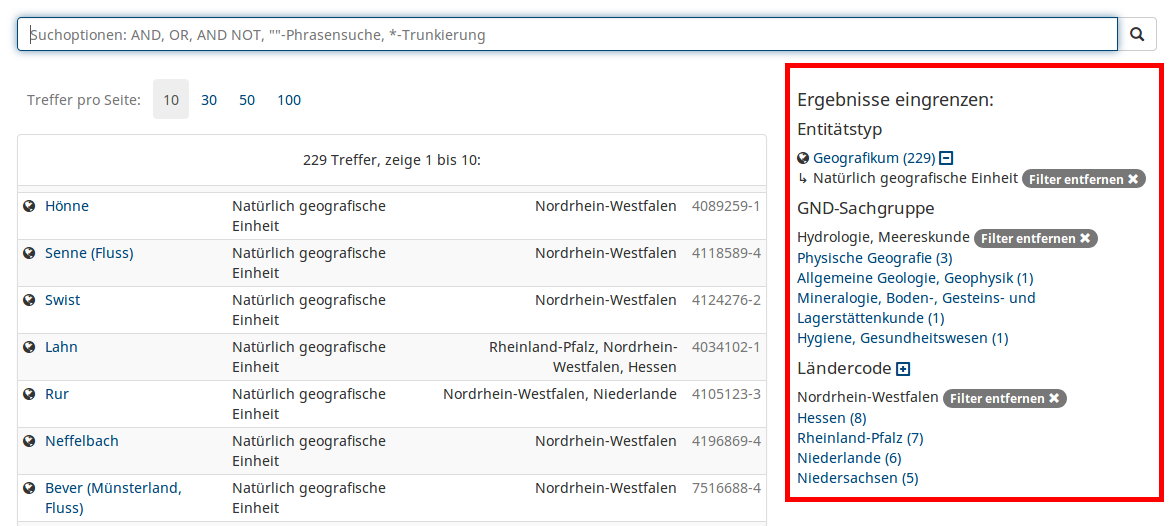 Suchoptionen: AND, OR, AND NOT, ""-Phrasensuche, *-Trunkierung
Treffer pro Seite: 10 30 50 100
229 Treffer, zeige 1 bis 10:
Hönne Natürlich geografische Einheit Nordrhein-Westfalen 4089259-1
Senne (Fluss) Natürlich geografische Einheit Nordrhein-Westfalen 4118589-4
Swist Natürlich geografische Einheit Nordrhein-Westfalen 4124276-2
Lahn Natürlich geografische Einheit Rheinland-Pfalz, Nordrhein-Westfalen, Hessen 4034102-1
Rur Natürlich geografische Einheit Nordrhein-Westfalen, Niederlande 4105123-3
Neffelbach Natürlich geografische Einheit Nordrhein-Westfalen 4196869-4
Bever (Münsterland, Fluss) Natürlich geografische Einheit Nordrhein-Westfalen 7516688-4
Ergebnisse eingrenzen:
Entitätstyp
Geografikum (229)
↳ Natürlich geografische Einheit Filter entfernen ✖
GND-Sachgruppe
Hydrologie, Meereskunde Filter entfernen ✖
Physische Geografie (3)
Allgemeine Geologie, Geophysik (1)
Mineralogie, Boden-, Gesteins- und
Lagerstättenkunde (1)
Hygiene, Gesundheitswesen (1)
Ländercode
Nordrhein-Westfalen Filter entfernen ✖
Hessen (8)
Rheinland-Pfalz (7)
Niederlande (6)
Niedersachsen (5)